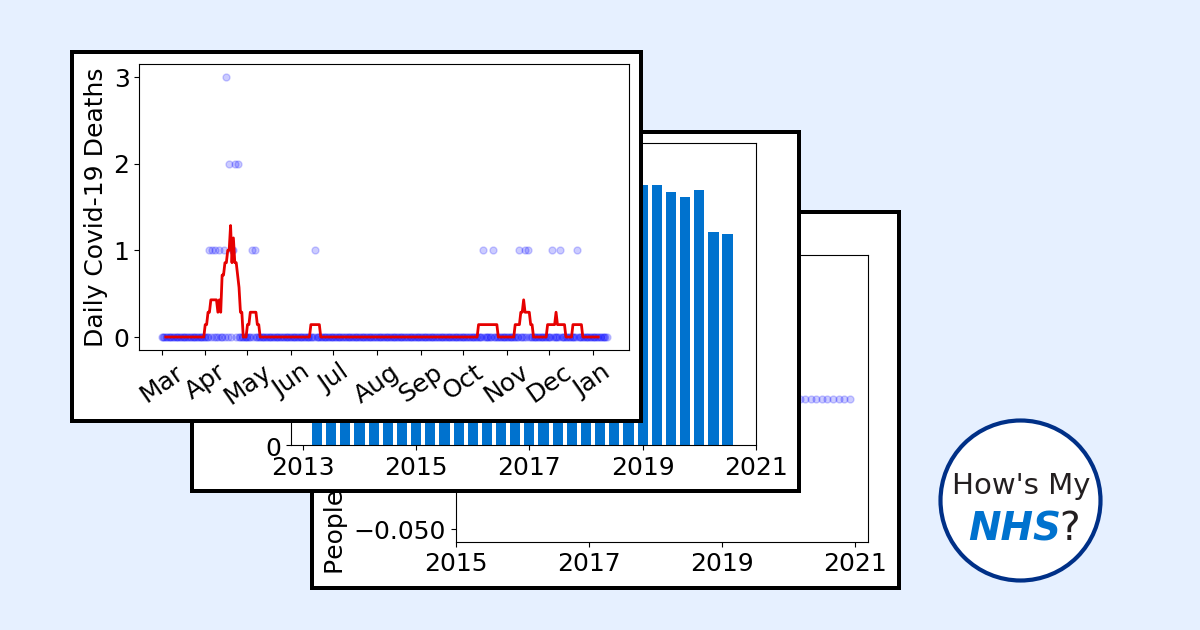 Daily Covid-19 Deaths
3
2
1
0
Mar Apr May Jun Jul Aug Sep Oct Nov Dec Jan
0
2013 2015 2017 2019 2021
People
−0.050
2015 2017 2019 2021
How's My
NHS?